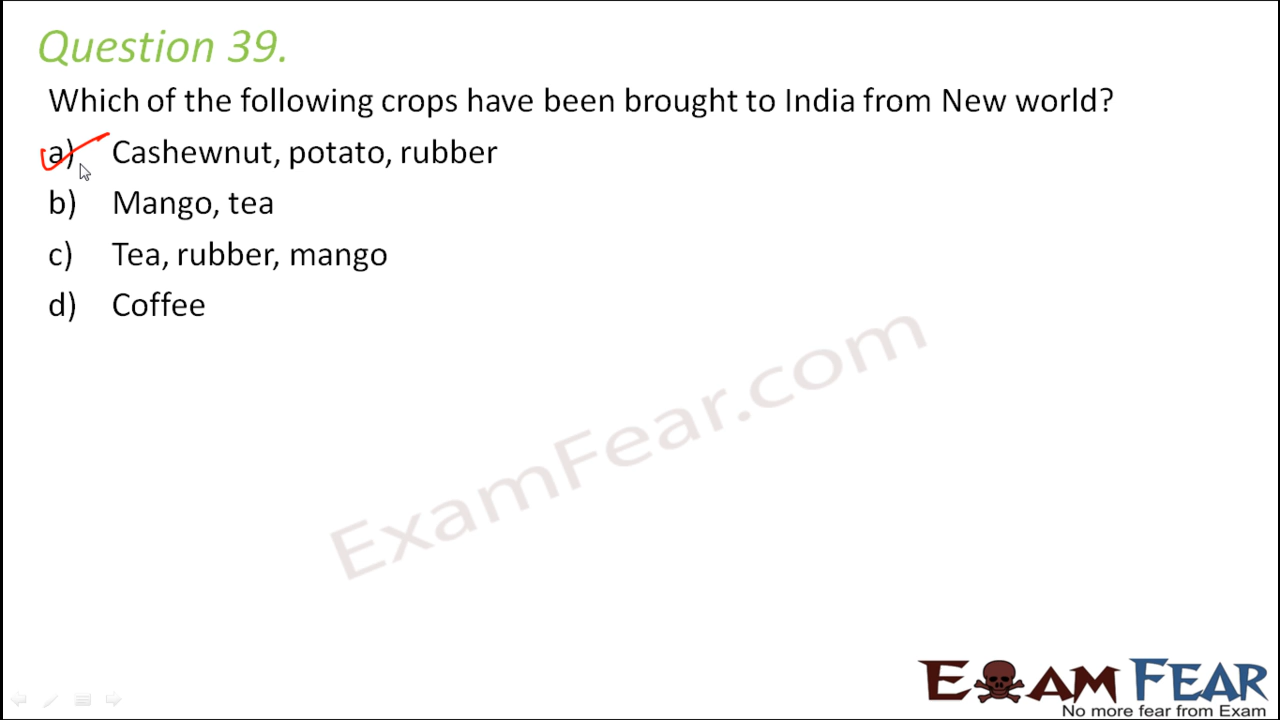 Question 39.
Which of the following crops have been brought to India from New world?
a) Cashewnut, potato, rubber
b) Mango, tea
c) Tea, rubber, mango
d) Coffee
ExamFear.com
EXAM FEAR
No more fear from Exam